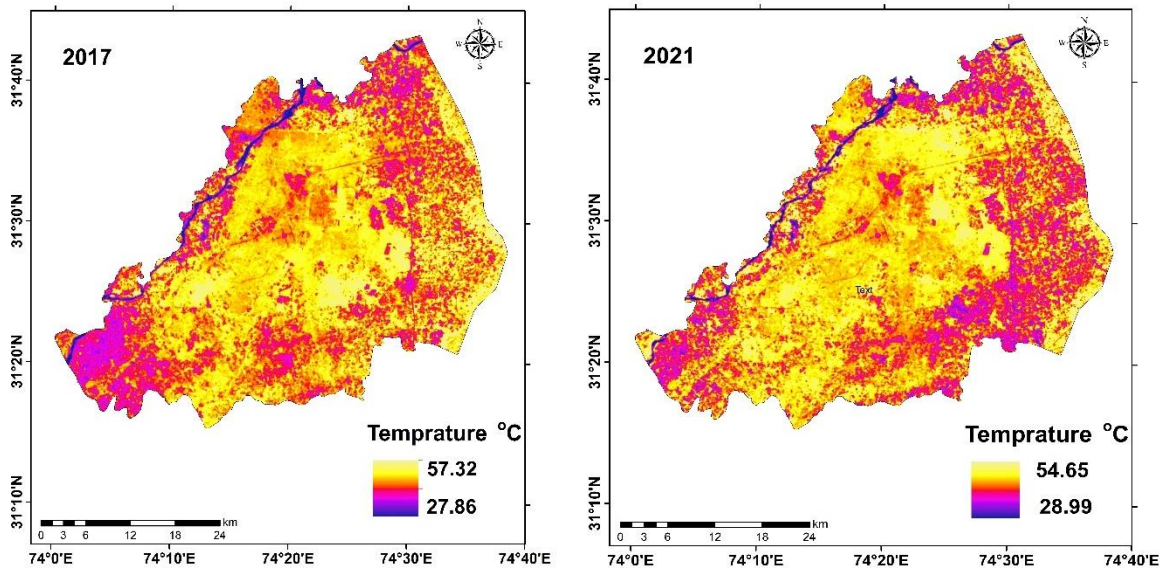 2017
N
W E
S
31°40'N
31°30'N
31°20'N
31°10'N
Temprature °C
57.32
27.86
km
0 3 6 12 18 24
74°0'E 74°10'E 74°20'E 74°30'E 74°40'E
2021
N
W E
S
31°40'N
31°30'N
31°20'N
31°10'N
Text
Temprature °C
54.65
28.99
km
0 3 6 12 18 24
74°0'E 74°10'E 74°20'E 74°30'E 74°40'E